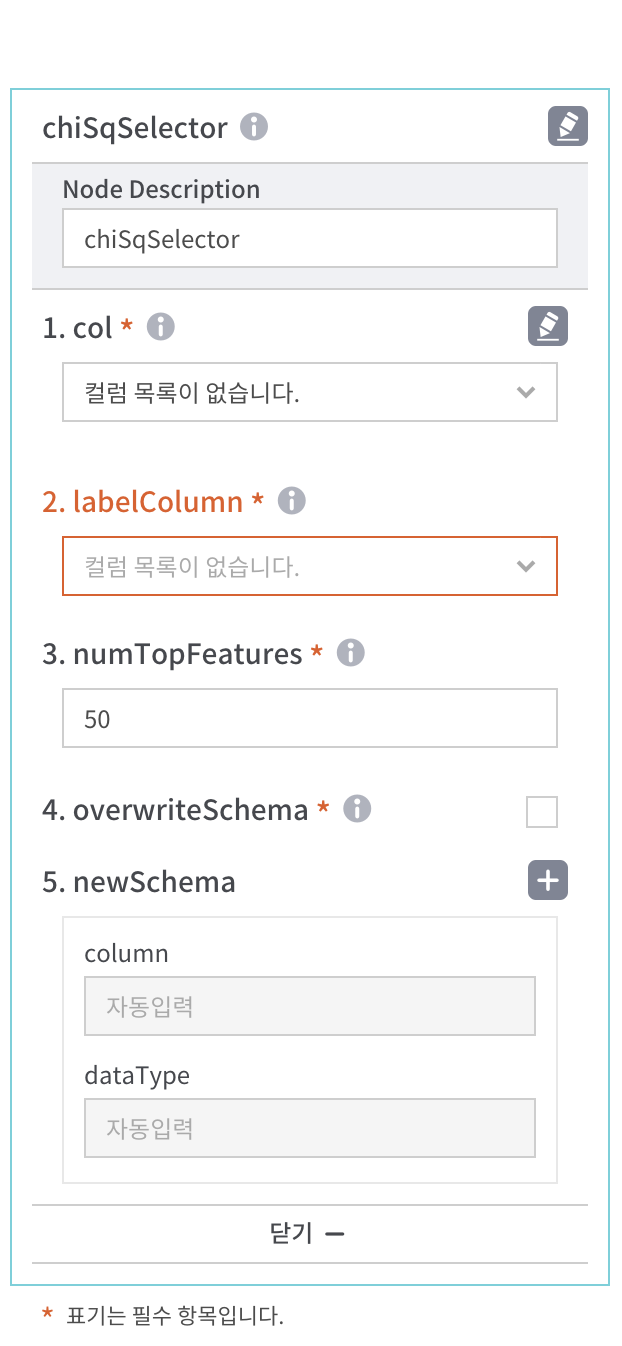 chiSqSelector
Node Description
chiSqSelector
1. col *
컬럼 목록이 없습니다.
2. labelColumn *
컬럼 목록이 없습니다.
3. numTopFeatures *
50
4. overwriteSchema *
5. newSchema
column
자동입력
dataType
자동입력
닫기
* 표기는 필수 항목입니다.